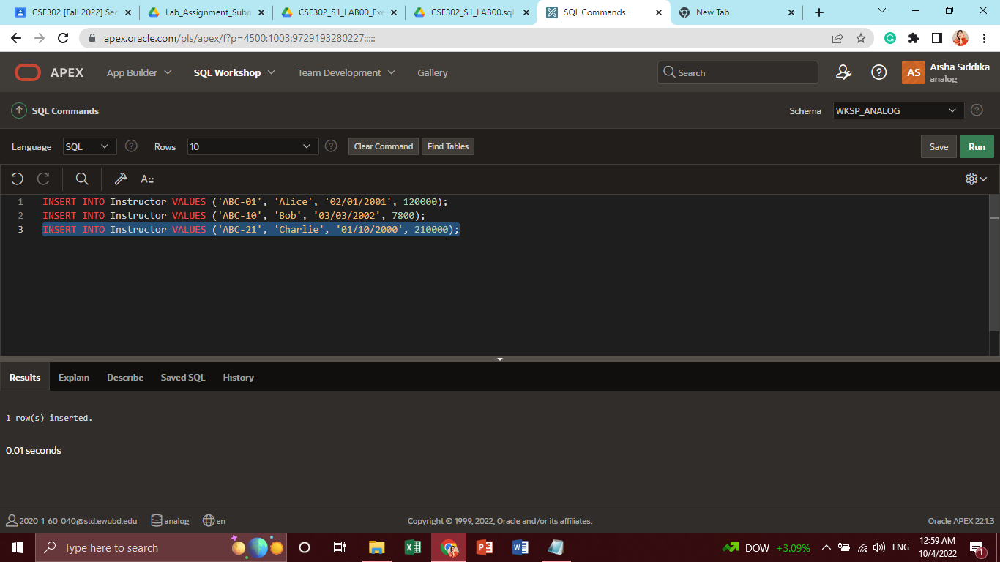 CSE302 [Fall 2022] Sec
Lab_Assignment_Subm
CSE302_S1_LAB00_Exe
CSE302_S1_LAB00.sql
SQL Commands
New Tab
apex.oracle.com/pls/apex/f?p=4500:1003:9729193280227:::::
APEX App Builder SQL Workshop Team Development Gallery Search AS Aisha Siddika
analog
SQL Commands Schema WKSP_ANALOG
Language SQL Rows 10 Clear Command Find Tables Save Run
A::
1 INSERT INTO Instructor VALUES ('ABC-01', 'Alice', '02/01/2001', 120000);
2 INSERT INTO Instructor VALUES ('ABC-10', 'Bob', '03/03/2002', 7800);
3 INSERT INTO Instructor VALUES ('ABC-21', 'Charlie', '01/10/2000', 210000);
Results Explain Describe Saved SQL History
1 row(s) inserted.
0.01 seconds
2020-1-60-040@std.ewubd.edu analog en Copyright © 1999, 2022, Oracle and/or its affiliates. Oracle APEX 22.1.3
Type here to search DOW +3.09% ENG 12:59 AM
10/4/2022
1